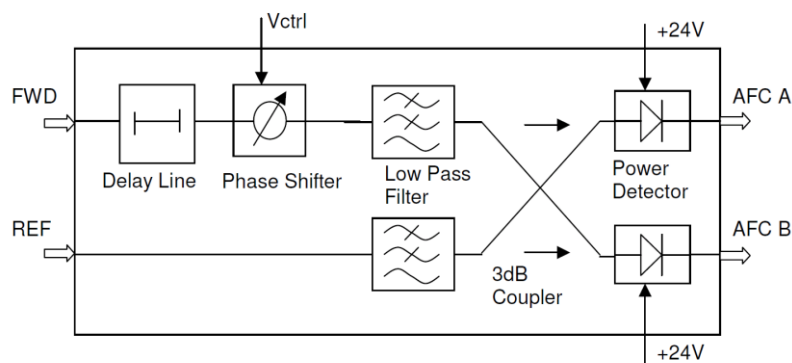 Vctrl
+24V
FWD
AFC A
Delay Line
Phase Shifter
Low Pass
Filter
Power
Detector
REF
AFC B
3dB
Coupler
+24V